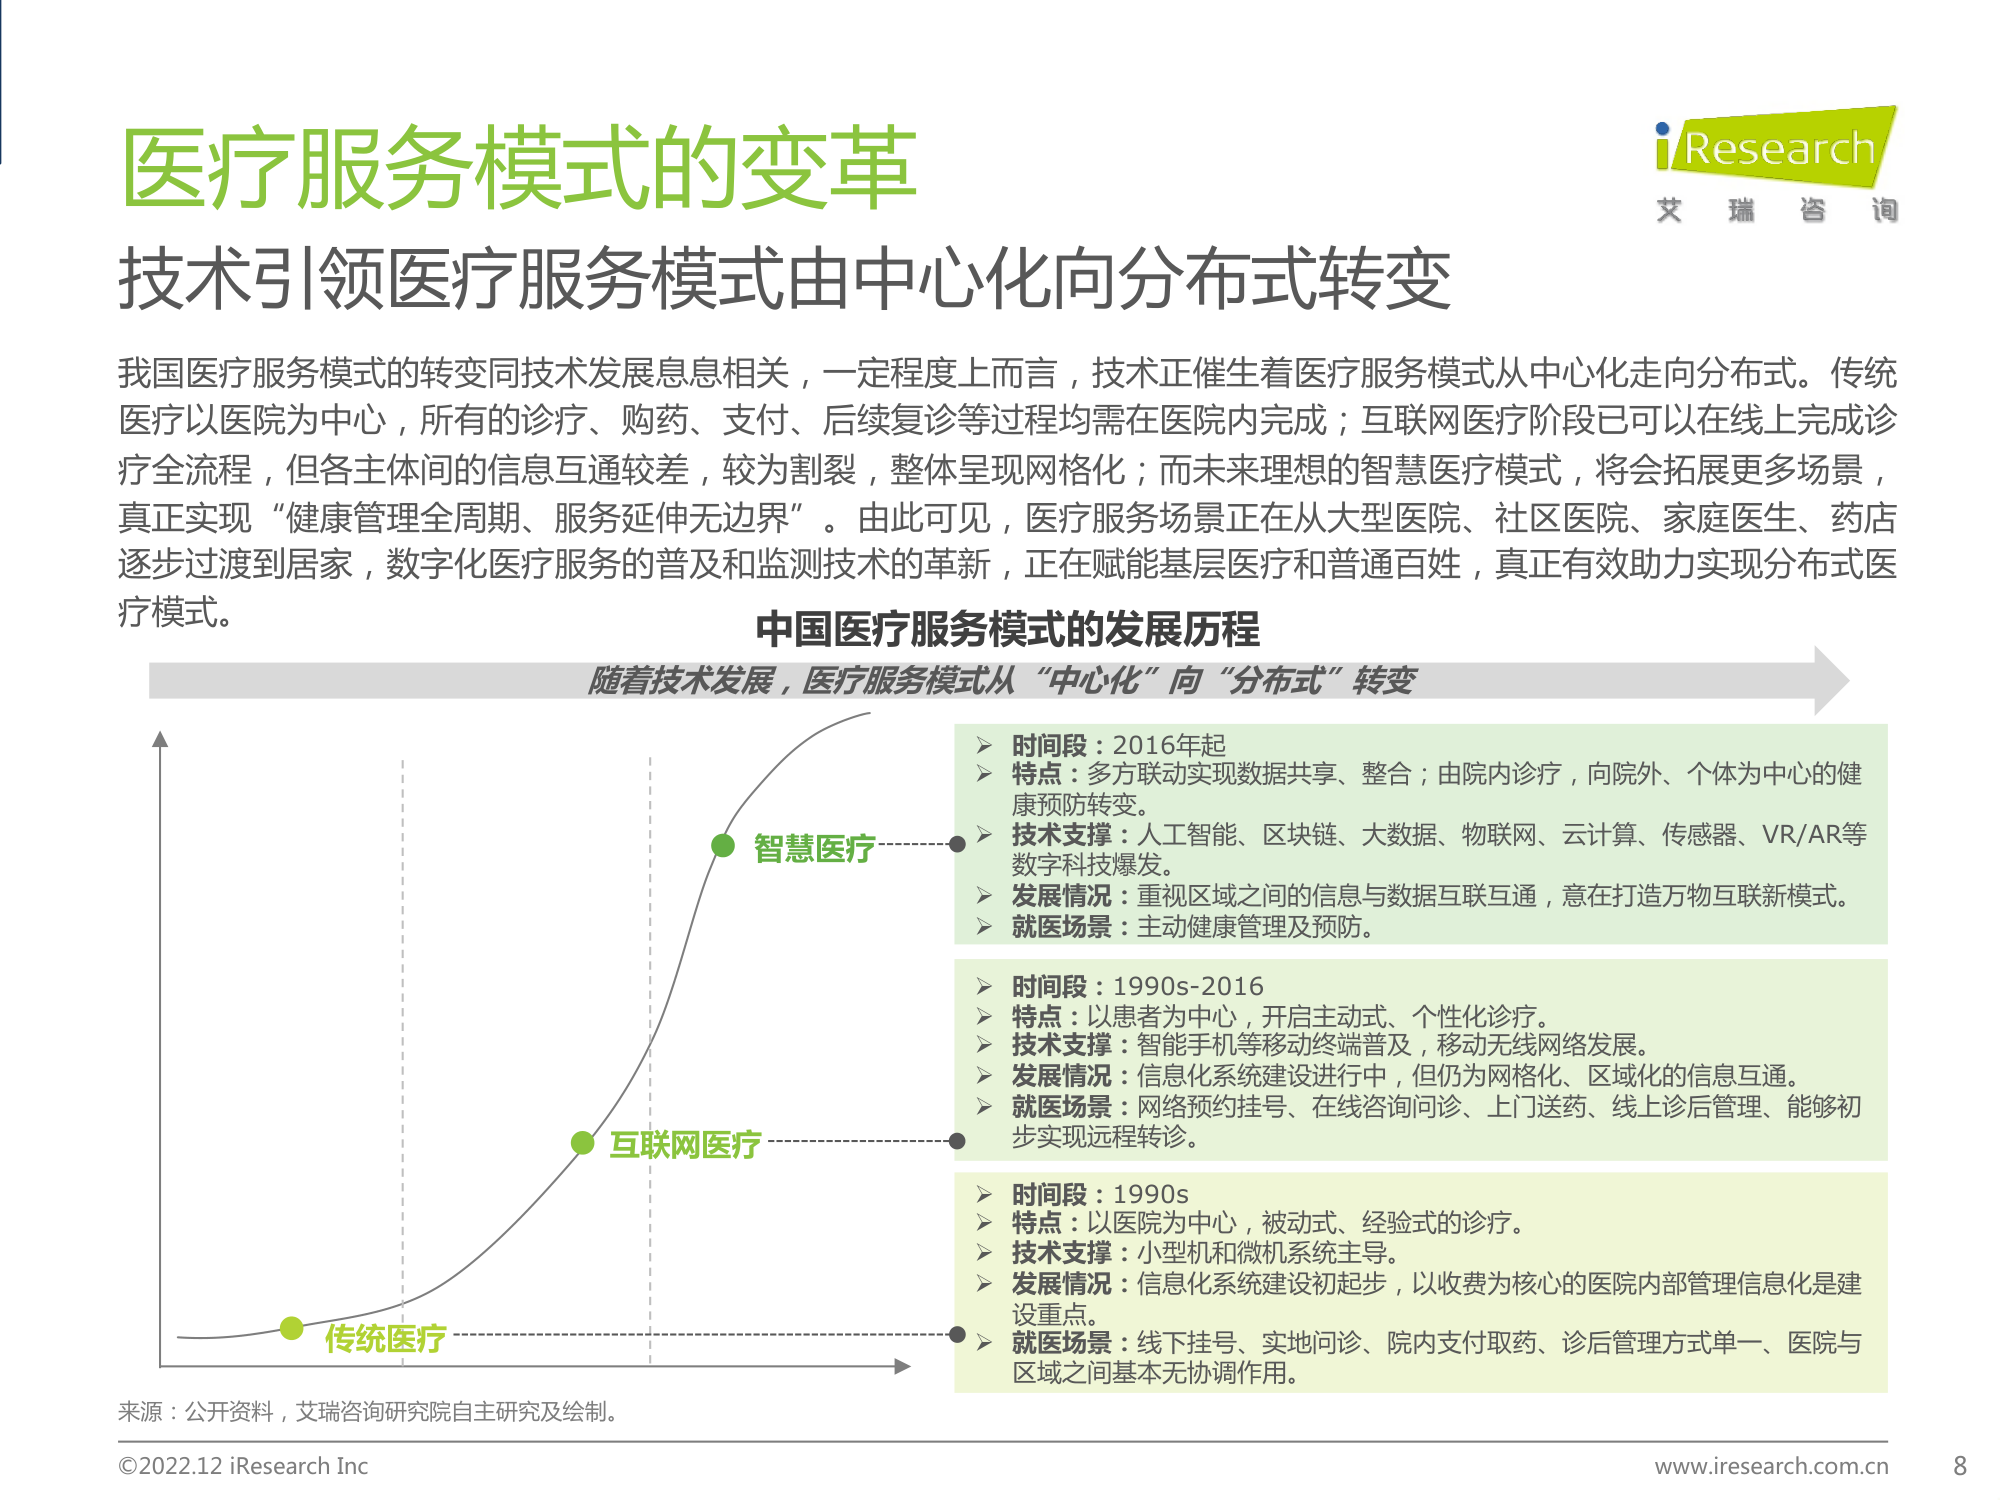 医疗服务模式的变革
iResearch
艾瑞咨询
技术引领医疗服务模式由中心化向分布式转变
我国医疗服务模式的转变同技术发展息息相关，一定程度上而言，技术正催生着医疗服务模式从中心化走向分布式。传统
医疗以医院为中心，所有的诊疗、购药、支付、后续复诊等过程均需在医院内完成；互联网医疗阶段已可以在线上完成诊
疗全流程，但各主体间的信息互通较差，较为割裂，整体呈现网格化；而未来理想的智慧医疗模式，将会拓展更多场景，
真正实现“健康管理全周期、服务延伸无边界”。由此可见，医疗服务场景正在从大型医院、社区医院、家庭医生、药店
逐步过渡到居家，数字化医疗服务的普及和监测技术的革新，正在赋能基层医疗和普通百姓，真正有效助力实现分布式医
疗模式。
中国医疗服务模式的发展历程
随着技术发展，医疗服务模式从“中心化”向“分布式”转变
智慧医疗
➢ 时间段：2016年起
➢ 特点：多方联动实现数据共享、整合；由院内诊疗，向院外、个体为中心的健
康预防转变。
➢ 技术支撑：人工智能、区块链、大数据、物联网、云计算、传感器、VR/AR等
数字科技爆发。
➢ 发展情况：重视区域之间的信息与数据互联互通，意在打造万物互联新模式。
➢ 就医场景：主动健康管理及预防。
互联网医疗
➢ 时间段：1990s-2016
➢ 特点：以患者为中心，开启主动式、个性化诊疗。
➢ 技术支撑：智能手机等移动终端普及，移动无线网络发展。
➢ 发展情况：信息化系统建设进行中，但仍为网格化、区域化的信息互通。
➢ 就医场景：网络预约挂号、在线咨询问诊、上门送药、线上诊后管理、能够初
步实现远程转诊。
传统医疗
➢ 时间段：1990s
➢ 特点：以医院为中心，被动式、经验式的诊疗。
➢ 技术支撑：小型机和微机系统主导。
➢ 发展情况：信息化系统建设初起步，以收费为核心的医院内部管理信息化是建
设重点。
➢ 就医场景：线下挂号、实地问诊、院内支付取药、诊后管理方式单一、医院与
区域之间基本无协调作用。
来源：公开资料，艾瑞咨询研究院自主研究及绘制。
©2022.12 iResearch Inc
www.iresearch.com.cn
8